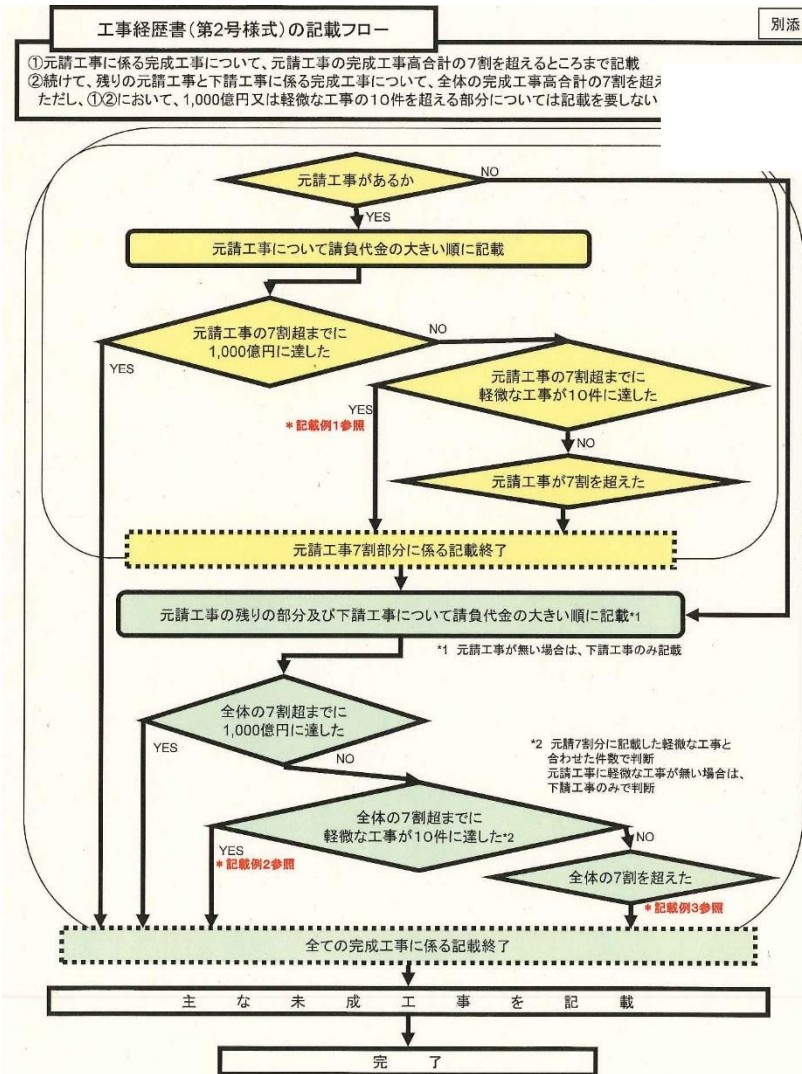 工事経歴書(第2号様式)の記載フロー
別添
①元請工事に係る完成工事について、元請工事の完成工事高合計の7割を超えるところまで記載
②続けて、残りの元請工事と下請工事に係る完成工事について、全体の完成工事高合計の7割を超え
ただし、①②において、1,000億円又は軽微な工事の10件を超える部分については記載を要しない
元請工事があるか
NO
YES
元請工事について請負代金の大きい順に記載
元請工事の7割超までに
1,000億円に達した
NO
YES
元請工事の7割超までに
軽微な工事が10件に達した
YES
*記載例1参照
NO
元請工事が7割を超えた
元請工事7割部分に係る記載終了
元請工事の残りの部分及び下請工事について請負代金の大きい順に記載*1
*1 元請工事が無い場合は、下請工事のみ記載
全体の7割超までに
1,000億円に達した
YES
NO
*2 元請7割分に記載した軽微な工事と
合わせた件数で判断
元請工事に軽微な工事が無い場合は、
下請工事のみで判断
全体の7割超までに
軽微な工事が10件に達した*2
YES
*記載例2参照
NO
全体の7割を超えた
*記載例3参照
全ての完成工事に係る記載終了
主な未成工事を記載
完了